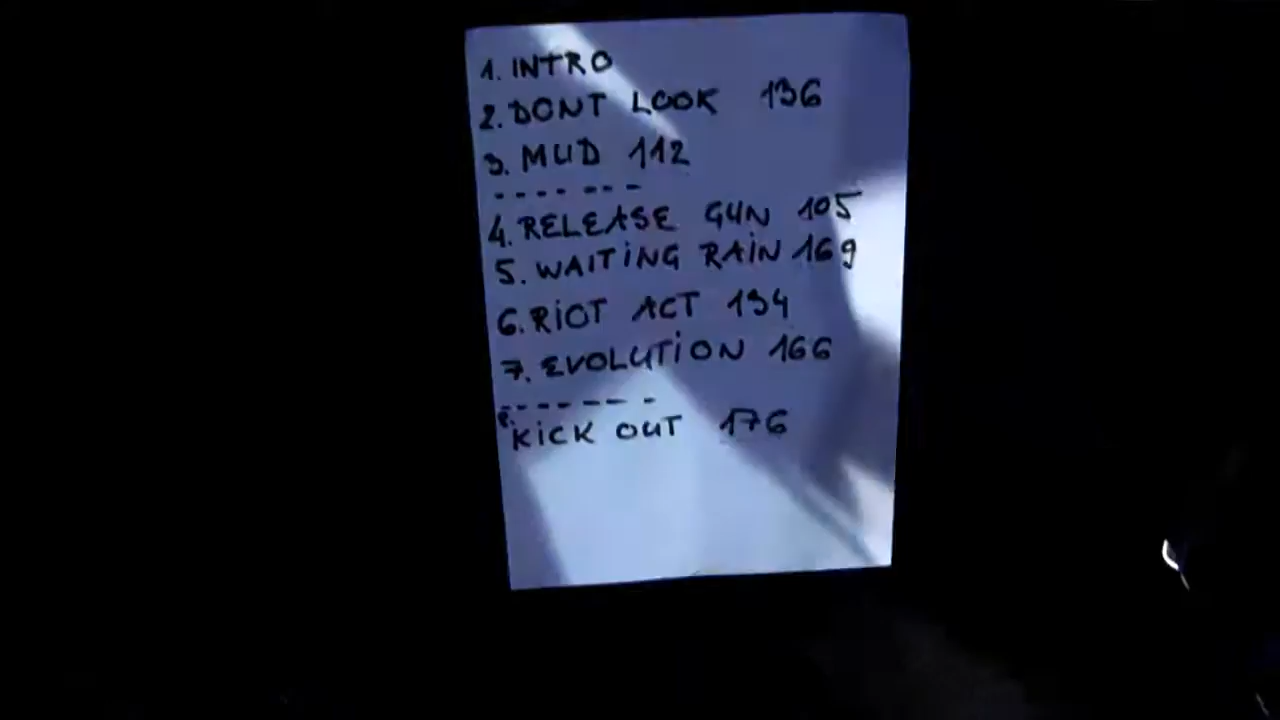 1. INTRO
2. DONT LOOK 136
3. MUD 112
- - - - - - -
4. RELEASE GUN 105
5. WAITING RAIN 169
6. RIOT ACT 134
7. EVOLUTION 166
- - - - - - - -
8. KICK OUT 176